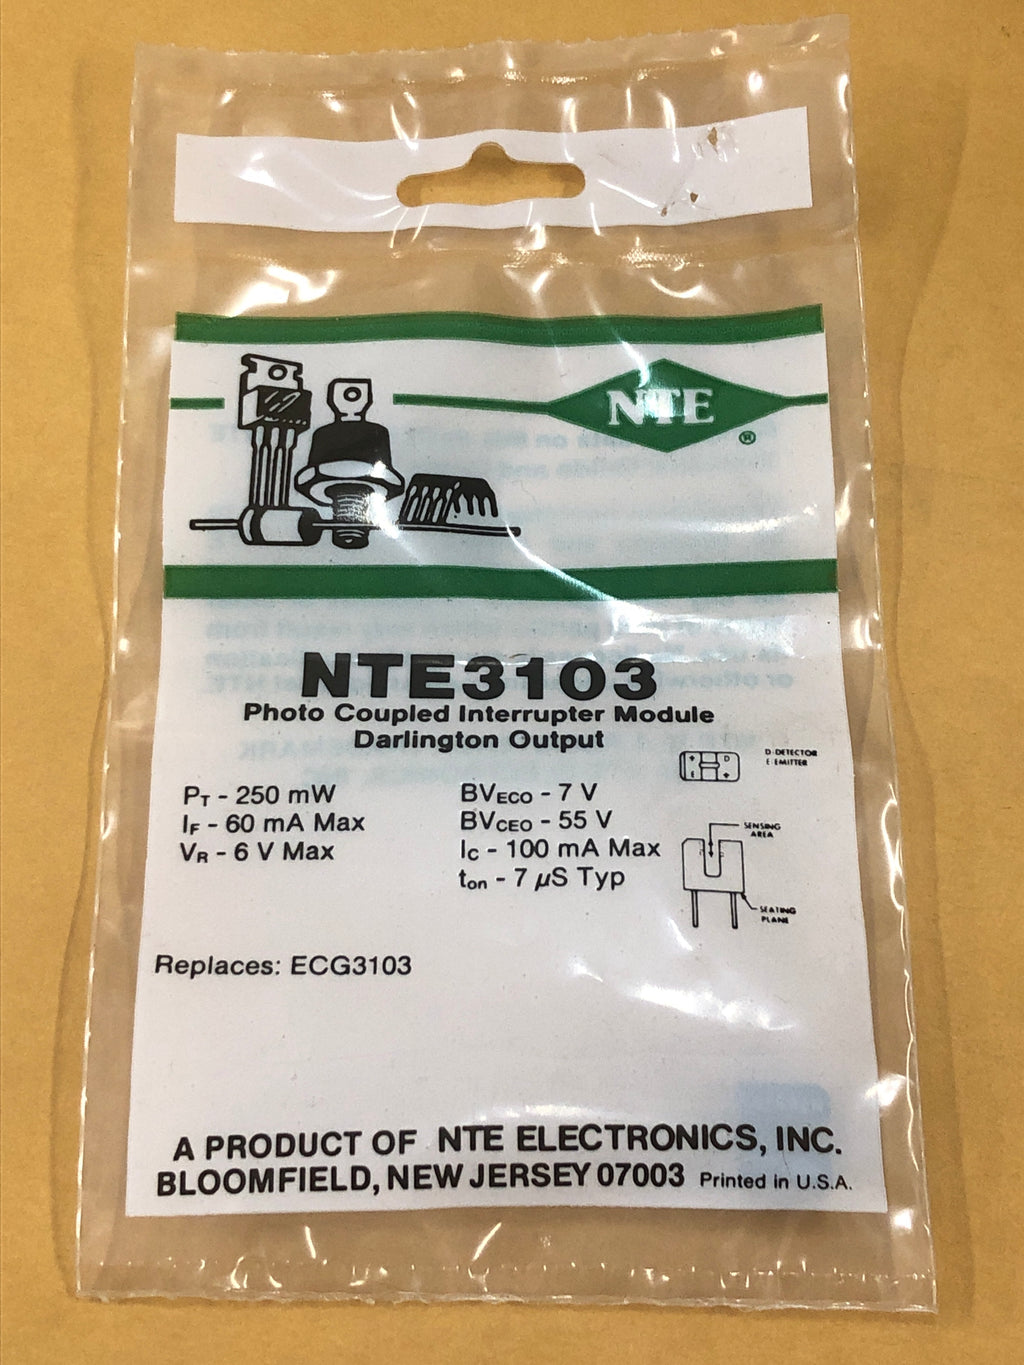 NTE
®
NTE3103
Photo Coupled Interrupter Module
Darlington Output
D-DETECTOR
E-EMITTER
+ D
E +
PT - 250 mW
IF - 60 mA Max
VR - 6 V Max
BVECO - 7 V
BVCEO - 55 V
IC - 100 mA Max
ton - 7 µS Typ
SENSING
AREA
SEATING
PLANE
Replaces: ECG3103
A PRODUCT OF NTE ELECTRONICS, INC.
BLOOMFIELD, NEW JERSEY 07003 Printed in U.S.A.